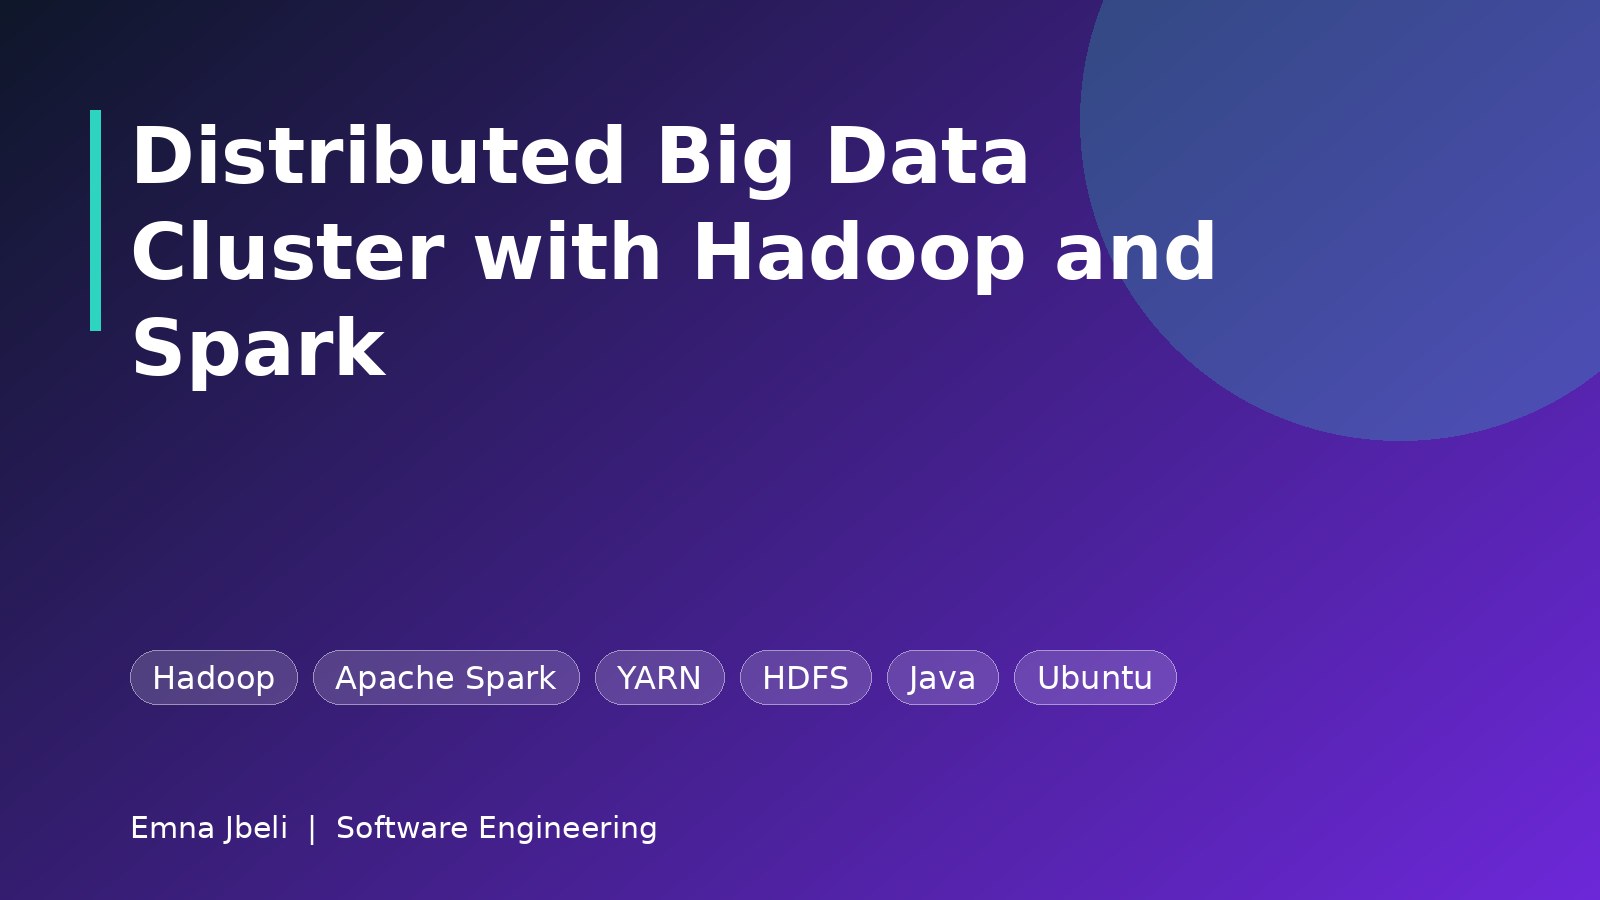 Distributed Big Data
Cluster with Hadoop and
Spark
Hadoop Apache Spark YARN HDFS Java Ubuntu
Emna Jbeli | Software Engineering